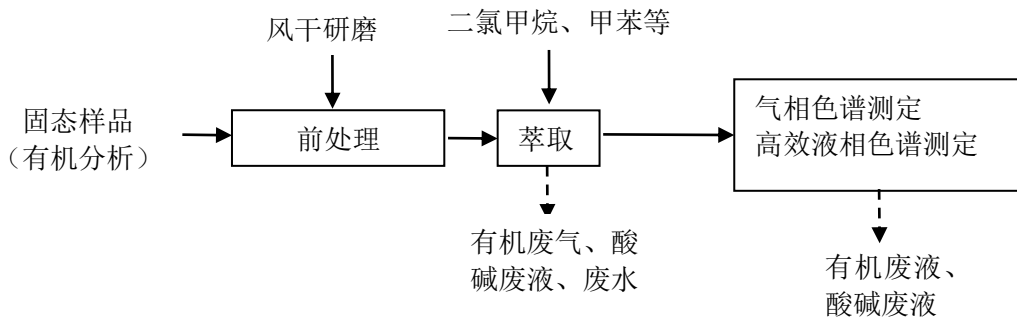 风干研磨
二氯甲烷、甲苯等
固态样品
（有机分析）
前处理
萃取
气相色谱测定
高效液相色谱测定
有机废气、酸
碱废液、废水
有机废液、
酸碱废液